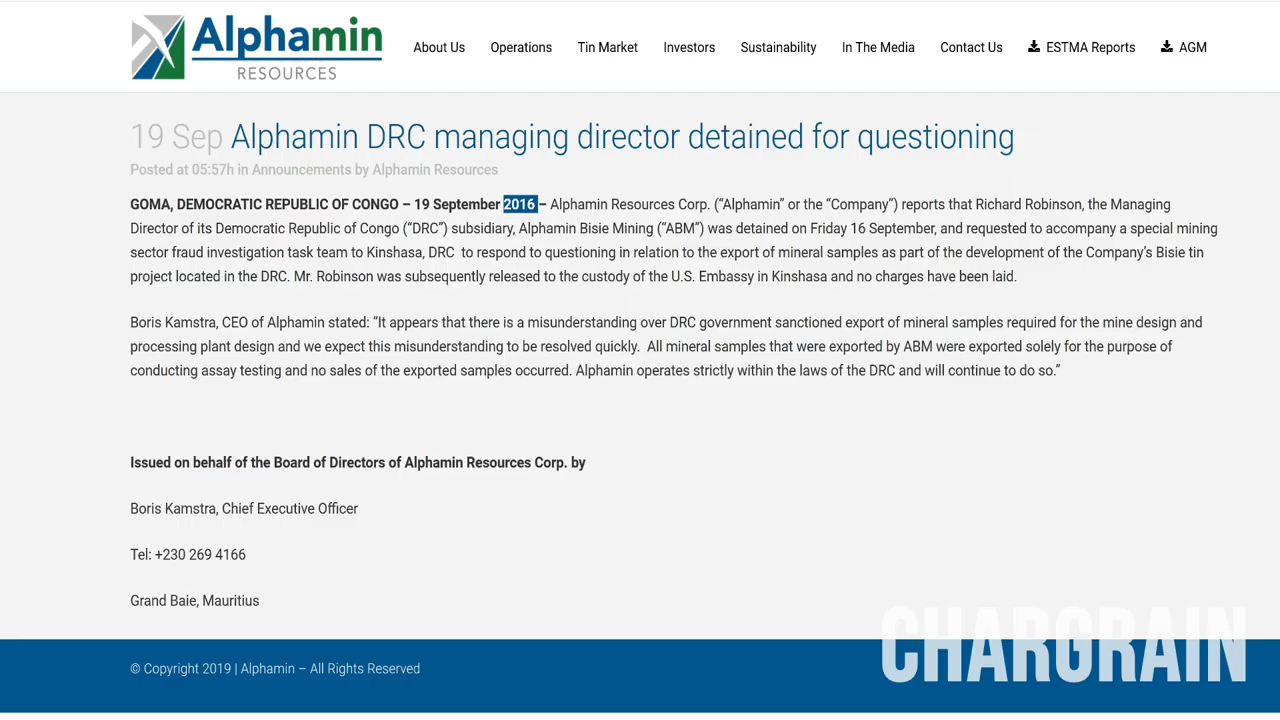 Alphamin
RESOURCES
About Us Operations Tin Market Investors Sustainability In The Media Contact Us ESTMA Reports AGM
19 Sep Alphamin DRC managing director detained for questioning
Posted at 05:57h in Announcements by Alphamin Resources
GOMA, DEMOCRATIC REPUBLIC OF CONGO – 19 September 2016 – Alphamin Resources Corp. (“Alphamin” or the “Company”) reports that Richard Robinson, the Managing
Director of its Democratic Republic of Congo (“DRC”) subsidiary, Alphamin Bisie Mining (“ABM”) was detained on Friday 16 September, and requested to accompany a special mining
sector fraud investigation task team to Kinshasa, DRC to respond to questioning in relation to the export of mineral samples as part of the development of the Company’s Bisie tin
project located in the DRC. Mr. Robinson was subsequently released to the custody of the U.S. Embassy in Kinshasa and no charges have been laid.
Boris Kamstra, CEO of Alphamin stated: “It appears that there is a misunderstanding over DRC government sanctioned export of mineral samples required for the mine design and
processing plant design and we expect this misunderstanding to be resolved quickly. All mineral samples that were exported by ABM were exported solely for the purpose of
conducting assay testing and no sales of the exported samples occurred. Alphamin operates strictly within the laws of the DRC and will continue to do so.”
Issued on behalf of the Board of Directors of Alphamin Resources Corp. by
Boris Kamstra, Chief Executive Officer
Tel: +230 269 4166
Grand Baie, Mauritius
CHARGRAIN
© Copyright 2019 | Alphamin – All Rights Reserved